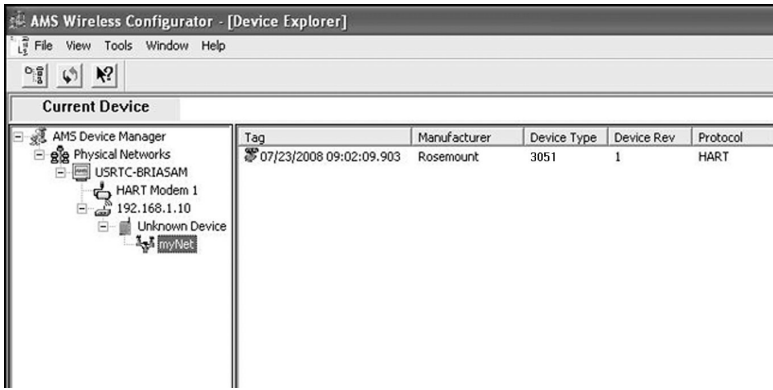 AMS Wireless Configurator - [Device Explorer]
File View Tools Window Help
Current Device
AMS Device Manager
Physical Networks
USRTC-BRIASAM
HART Modem 1
192.168.1.10
Unknown Device
myNet
Tag Manufacturer Device Type Device Rev Protocol
07/23/2008 09:02:09.903 Rosemount 3051 1 HART